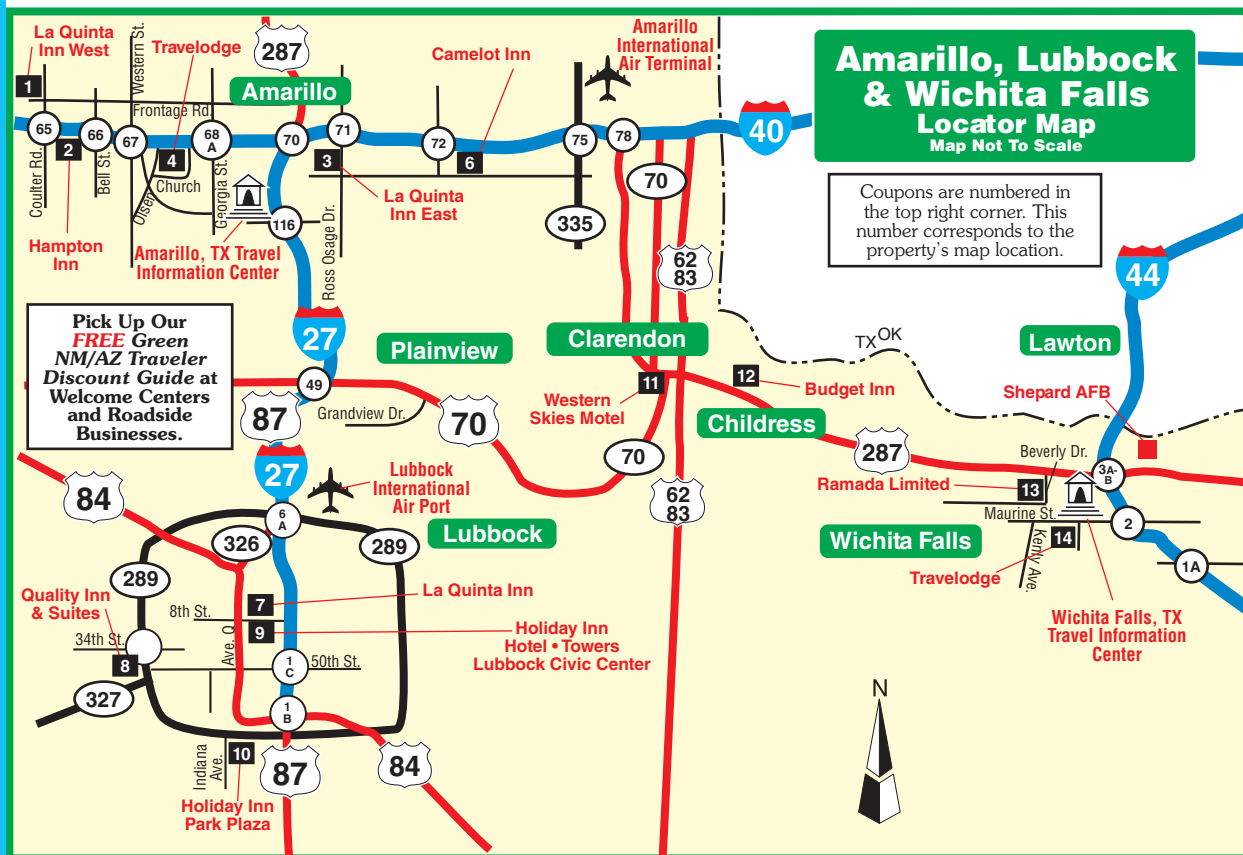 Amarillo, Lubbock
& Wichita Falls
Locator Map
Map Not To Scale
Coupons are numbered in
the top right corner. This
number corresponds to the
property's map location.
La Quinta
Inn West
1
Travelodge
Western St.
287
Amarillo
Camelot Inn
Amarillo
International
Air Terminal
Frontage Rd.
65
66
67
68
A
70
71
72
75
78
40
2
4
3
6
Coulter Rd.
Bell St.
Olsen
Church
Georgia St.
116
Ross Osage Dr.
La Quinta
Inn East
335
70
62
83
Hampton
Inn
Amarillo, TX Travel
Information Center
44
Pick Up Our
FREE Green
NM/AZ Traveler
Discount Guide at
Welcome Centers
and Roadside
Businesses.
27
Plainview
Clarendon
TX
OK
Lawton
49
87
Grandview Dr.
70
11
Western
Skies Motel
12
Budget Inn
Childress
Shepard AFB
287
70
62
83
Beverly Dr.
3A-
B
Ramada Limited
13
Maurine St.
2
Wichita Falls
14
Kenly Ave.
1A
Travelodge
Wichita Falls, TX
Travel Information
Center
27
84
Lubbock
International
Air Port
6
A
326
289
Lubbock
289
Quality Inn
& Suites
8th St.
7
La Quinta Inn
34th St.
Ave. Q
9
Holiday Inn
Hotel • Towers
Lubbock Civic Center
8
1
C
50th St.
327
1
B
Indiana
Ave.
10
87
84
Holiday Inn
Park Plaza
N